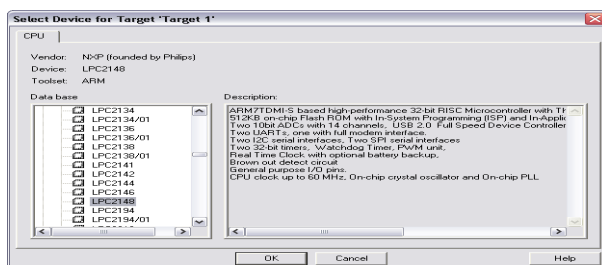 Select Device for Target 'Target 1'
CPU
Vendor: NXP (founded by Philips)
Device: LPC2148
Toolset: ARM
Data base
LPC2134
LPC2134/01
LPC2136
LPC2136/01
LPC2138
LPC2138/01
LPC2141
LPC2142
LPC2144
LPC2146
LPC2148
LPC2194
LPC2194/01
Description:
ARM7TDMI-S based high-performance 32-bit RISC Microcontroller with Th
512KB on-chip Flash ROM with In-System Programming (ISP) and In-Applic
Two 10bit ADCs with 14 channels, USB 2.0 Full Speed Device Controller
Two UARTs, one with full modem interface.
Two I2C serial interfaces, Two SPI serial interfaces
Two 32-bit timers, Watchdog Timer, PWM unit,
Real Time Clock with optional battery backup,
Brown out detect circuit
General purpose I/O pins.
CPU clock up to 60 MHz, On-chip crystal oscillator and On-chip PLL
OK Cancel Help